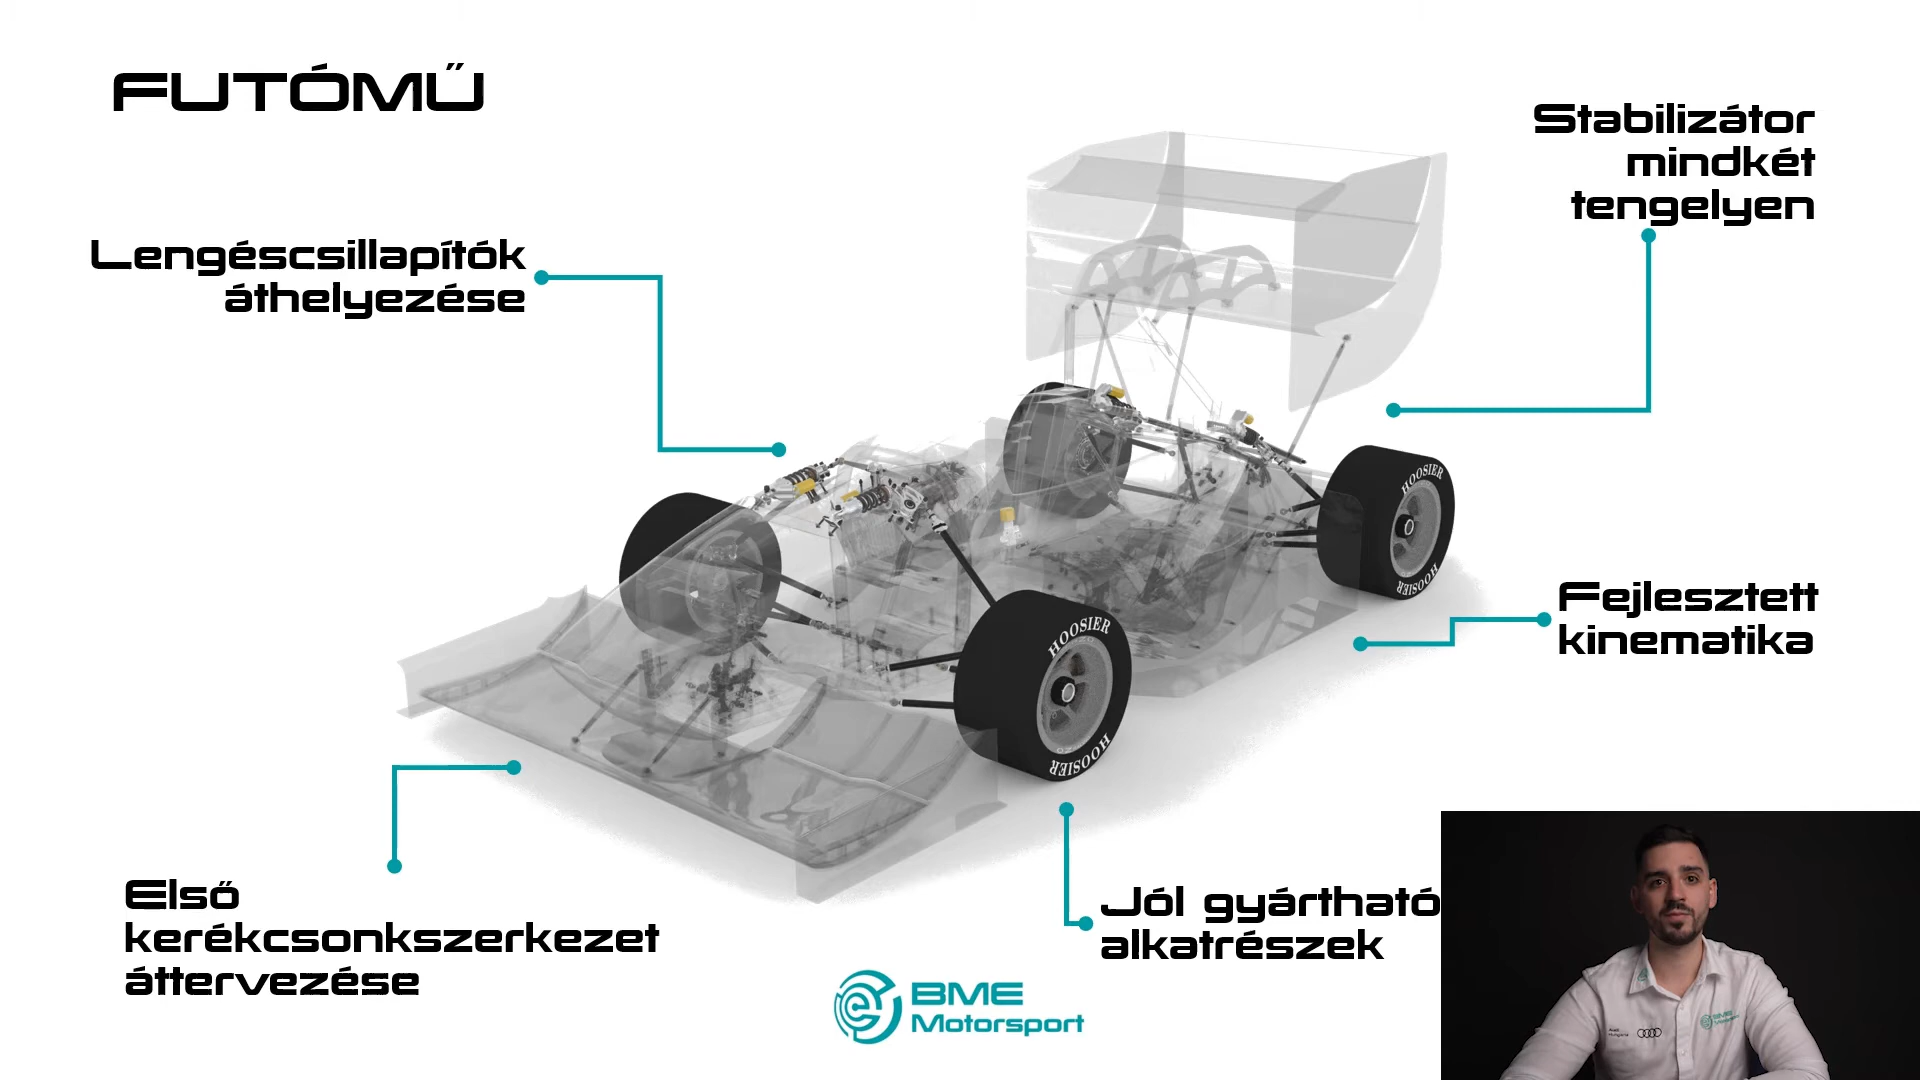 FUTÓMŰ
Stabilizátor
mindkét
tengelyen
Lengéscsillapítók
áthelyezése
HOOSIER
HOOSIER
HOOSIER
HOOSIER
Fejlesztett
kinematika
Első
kerékcsonkszerkezet
áttervezése
Jól gyártható
alkatrészek
BME
Motorsport
BME